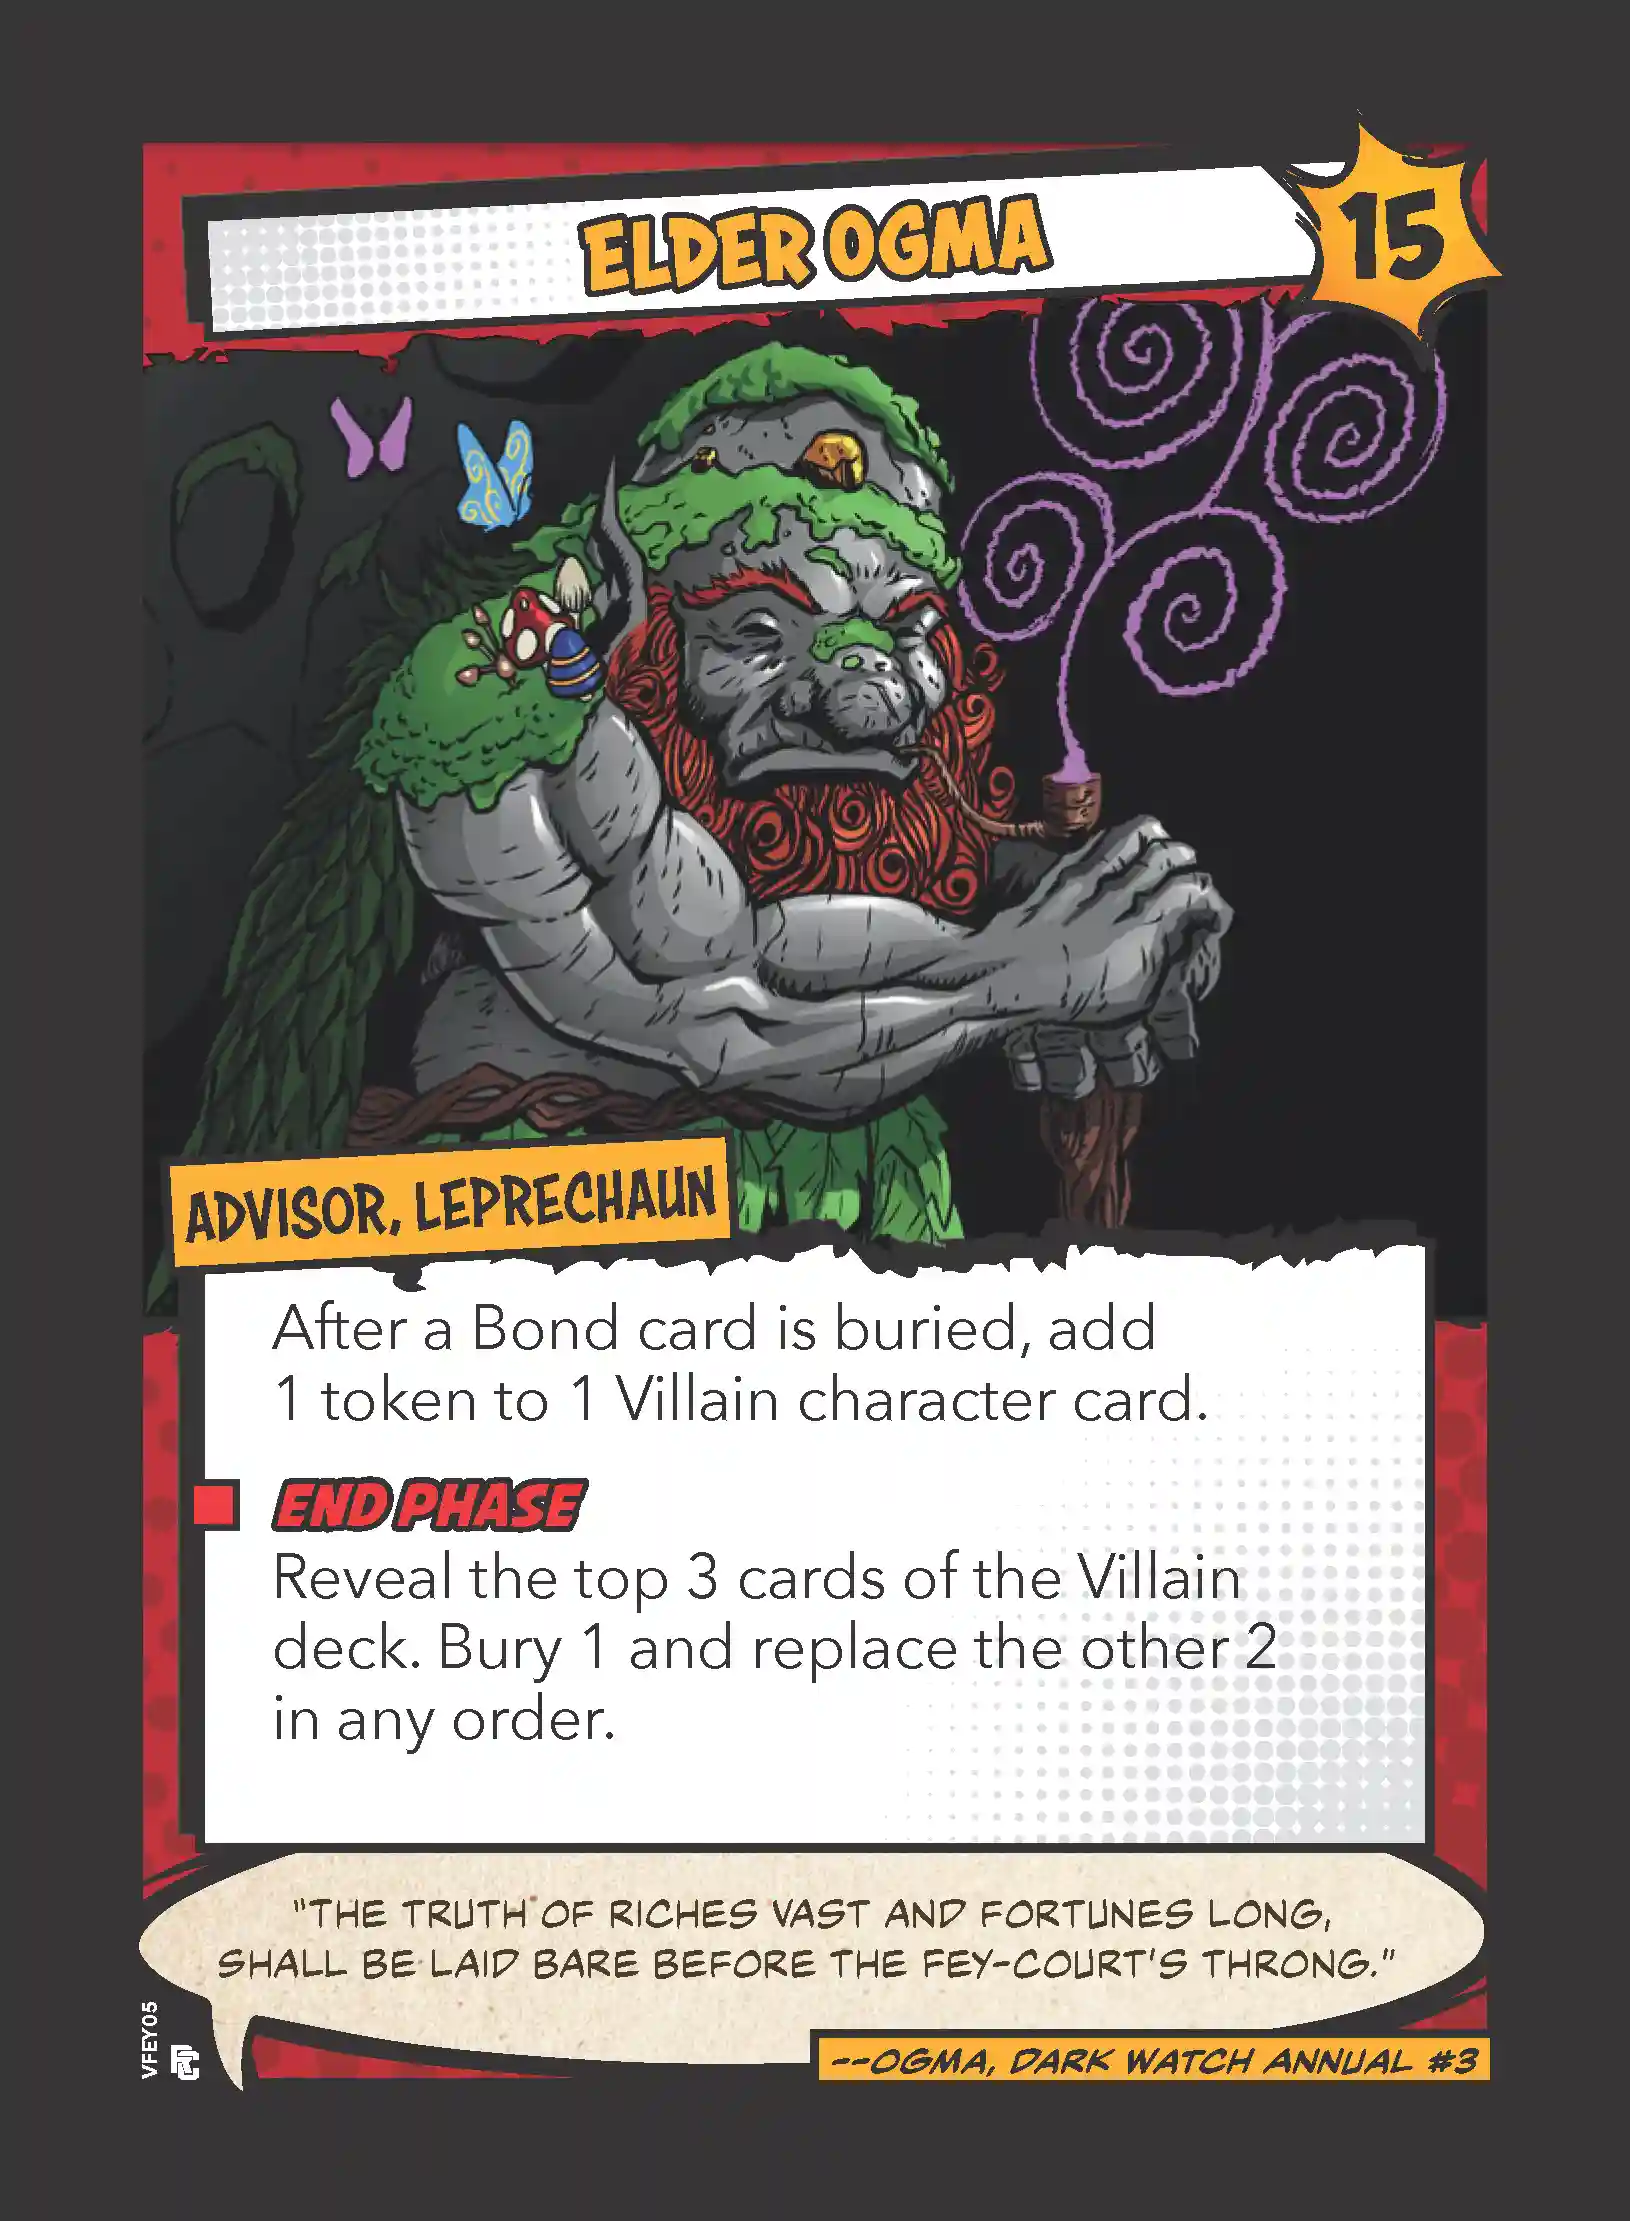 ELDER OGMA
15
ADVISOR, LEPRECHAUN
After a Bond card is buried, add
1 token to 1 Villain character card.
END PHASE
Reveal the top 3 cards of the Villain
deck. Bury 1 and replace the other 2
in any order.
"THE TRUTH OF RICHES VAST AND FORTUNES LONG,
SHALL BE LAID BARE BEFORE THE FEY-COURT'S THRONG."
--OGMA, DARK WATCH ANNUAL #3
VFEY05